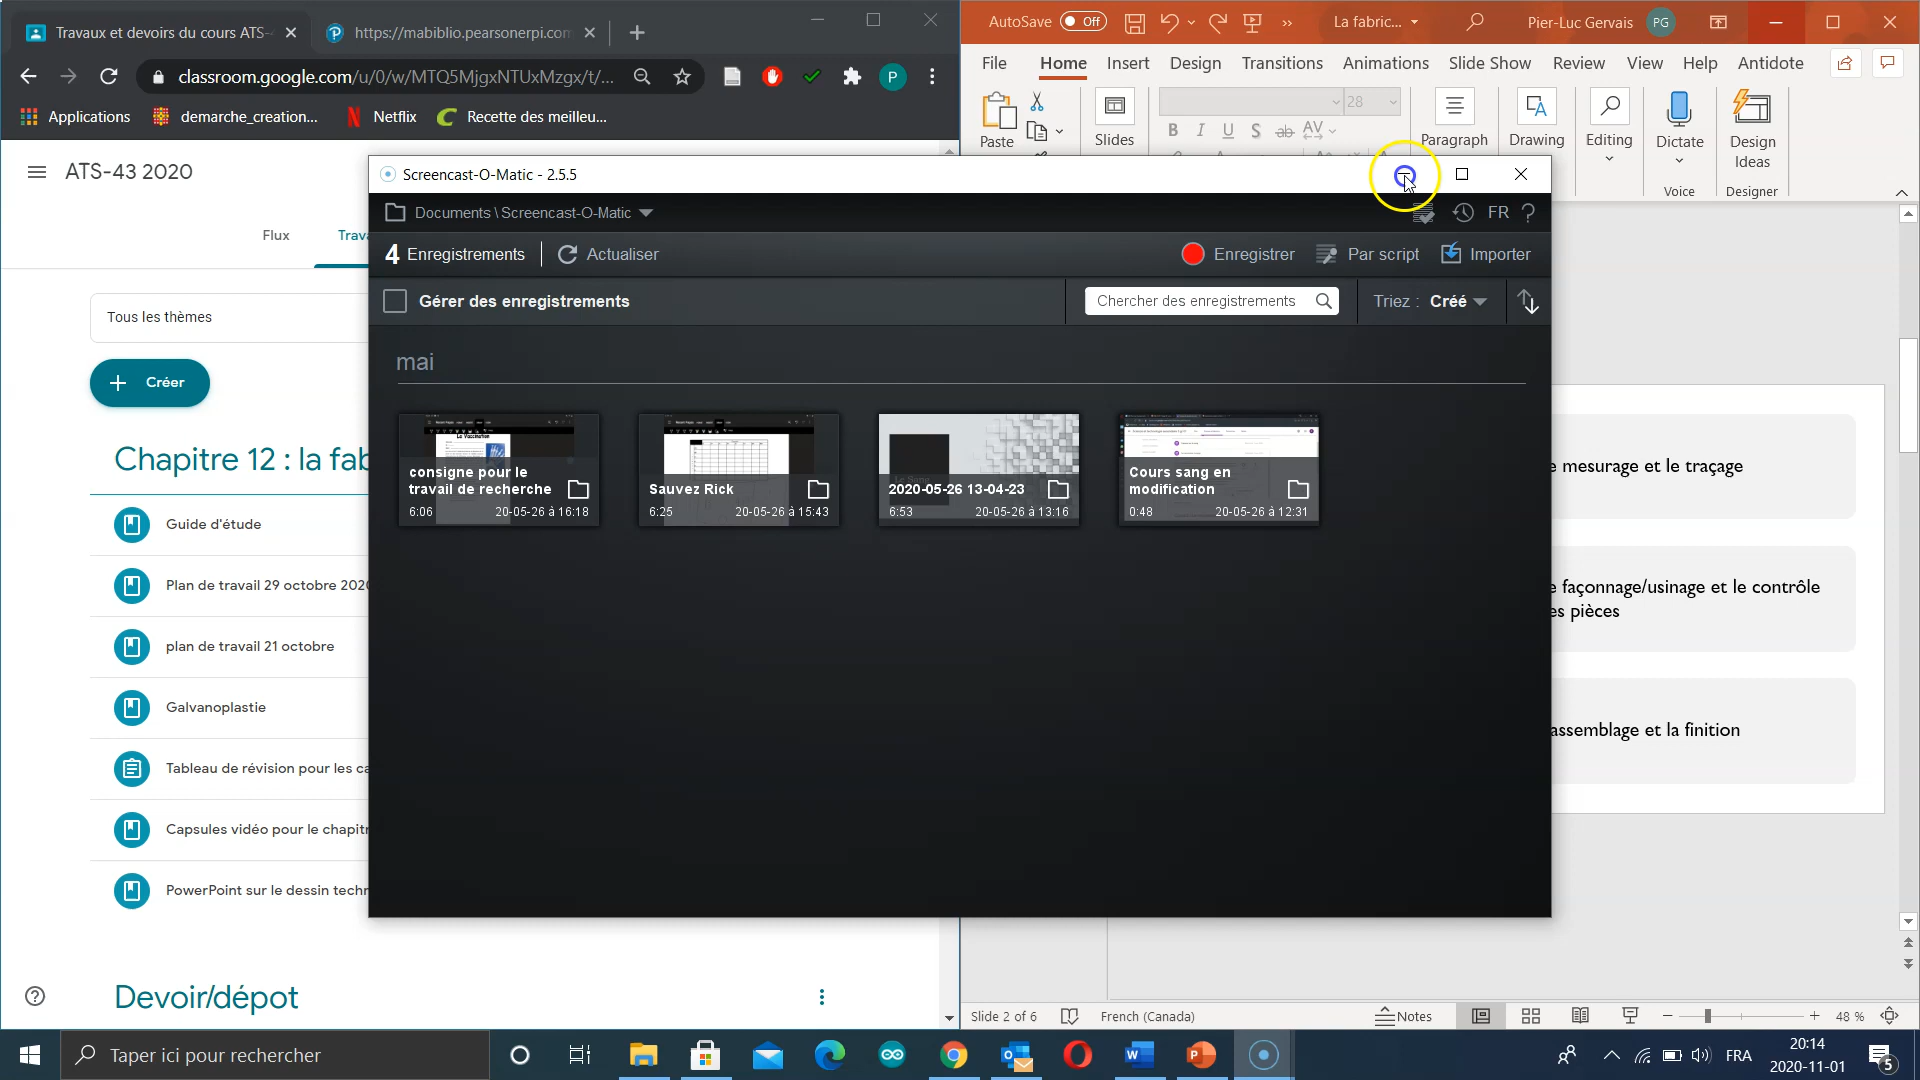 Travaux et devoirs du cours ATS-
https://mabiblio.pearsonerpi.com
classroom.google.com/u/0/w/MTQ5MjgxNTUxMzgx/t/...
Applications
demarche_creation...
Netflix
Recette des meilleu...
ATS-43 2020
Flux
Trava
Tous les thèmes
Créer
Chapitre 12 : la fab
Guide d'étude
Plan de travail 29 octobre 2020
plan de travail 21 octobre
Galvanoplastie
Tableau de révision pour les ca
Capsules vidéo pour le chapitr
PowerPoint sur le dessin techn
Devoir/dépot
AutoSave Off
La fabric...
Pier-Luc Gervais PG
File Home Insert Design Transitions Animations Slide Show Review View Help Antidote
28
Paste
Slides
Paragraph
Drawing
Editing
Dictate
Design
Ideas
Voice
Designer
Screencast-O-Matic - 2.5.5
Documents \ Screencast-O-Matic
FR ?
4 Enregistrements
Actualiser
Enregistrer
Par script
Importer
Gérer des enregistrements
Chercher des enregistrements
Triez : Créé
mai
consigne pour le
travail de recherche
6:06 20-05-26 à 16:18
Sauvez Rick
6:25 20-05-26 à 15:43
2020-05-26 13-04-23
6:53 20-05-26 à 13:16
Cours sang en
modification
0:48 20-05-26 à 12:31
e mesurage et le traçage
e façonnage/usinage et le contrôle
es pièces
assemblage et la finition
Slide 2 of 6
French (Canada)
Notes
48 %
Taper ici pour rechercher
FRA
20:14
2020-11-01
5